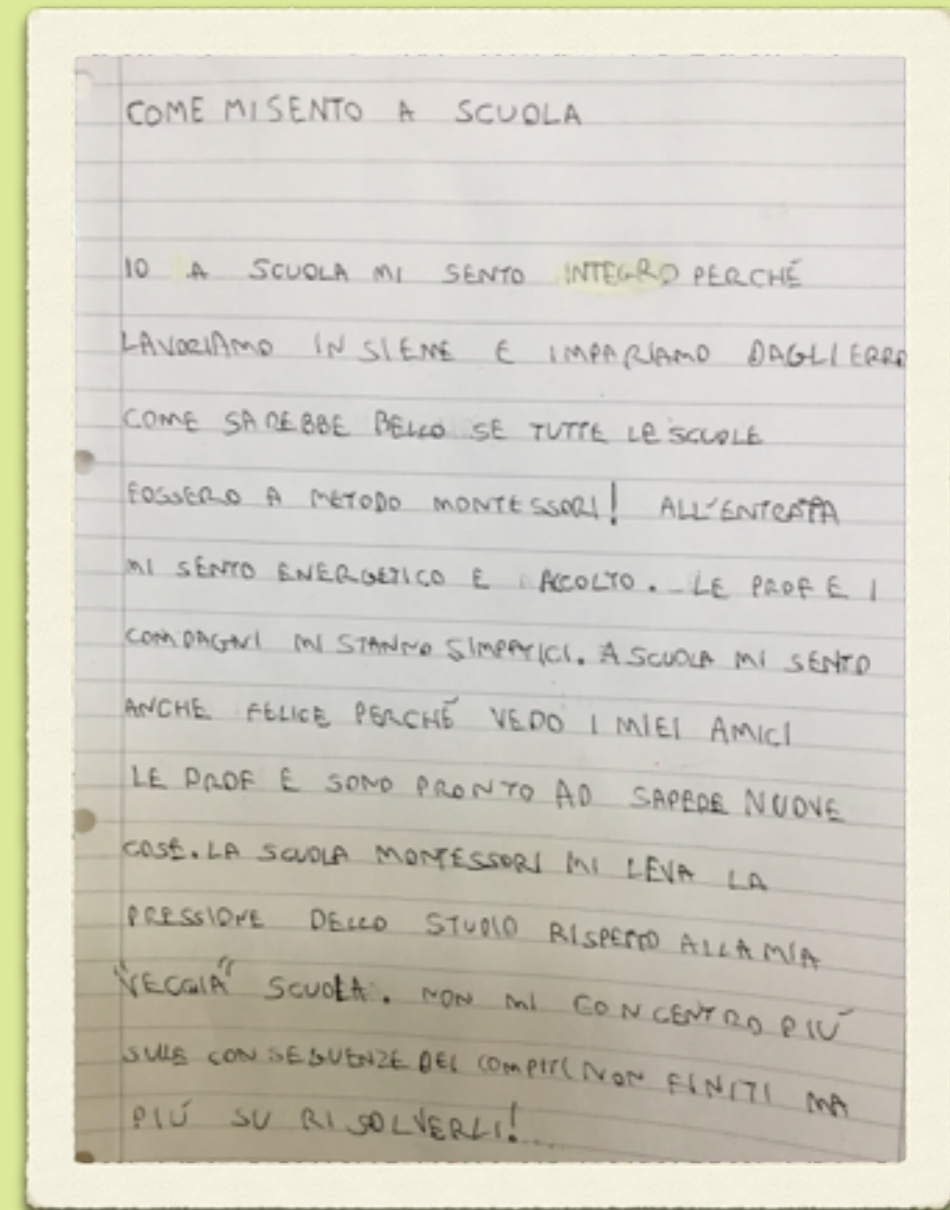 COME MI SENTO A SCUOLA
IO A SCUOLA MI SENTO INTEGRO PERCHÉ
LAVORIAMO INSIEME E IMPARIAMO DAGLI ERRO
COME SAREBBE BELLO SE TUTTE LE SCUOLE
FOSSERO A METODO MONTESSORI! ALL'ENTRATA
MI SENTO ENERGETICO E ACCOLTO. LE PROF E I
COMPAGNI MI STANNO SIMPATICI. A SCUOLA MI SENTO
ANCHE FELICE PERCHÉ VEDO I MIEI AMICI
LE PROF E SONO PRONTO AD SAPERE NUOVE
COSE. LA SCUOLA MONTESSORI MI LEVA LA
PRESSIONE DELLO STUDIO RISPETTO ALLA MIA
"VECCIA" SCUOLA. NON MI CONCENTRO PIÚ
SULLE CONSEGUENZE DEI COMPITI NON FINITI MA
PIÚ SU RISOLVERLI!